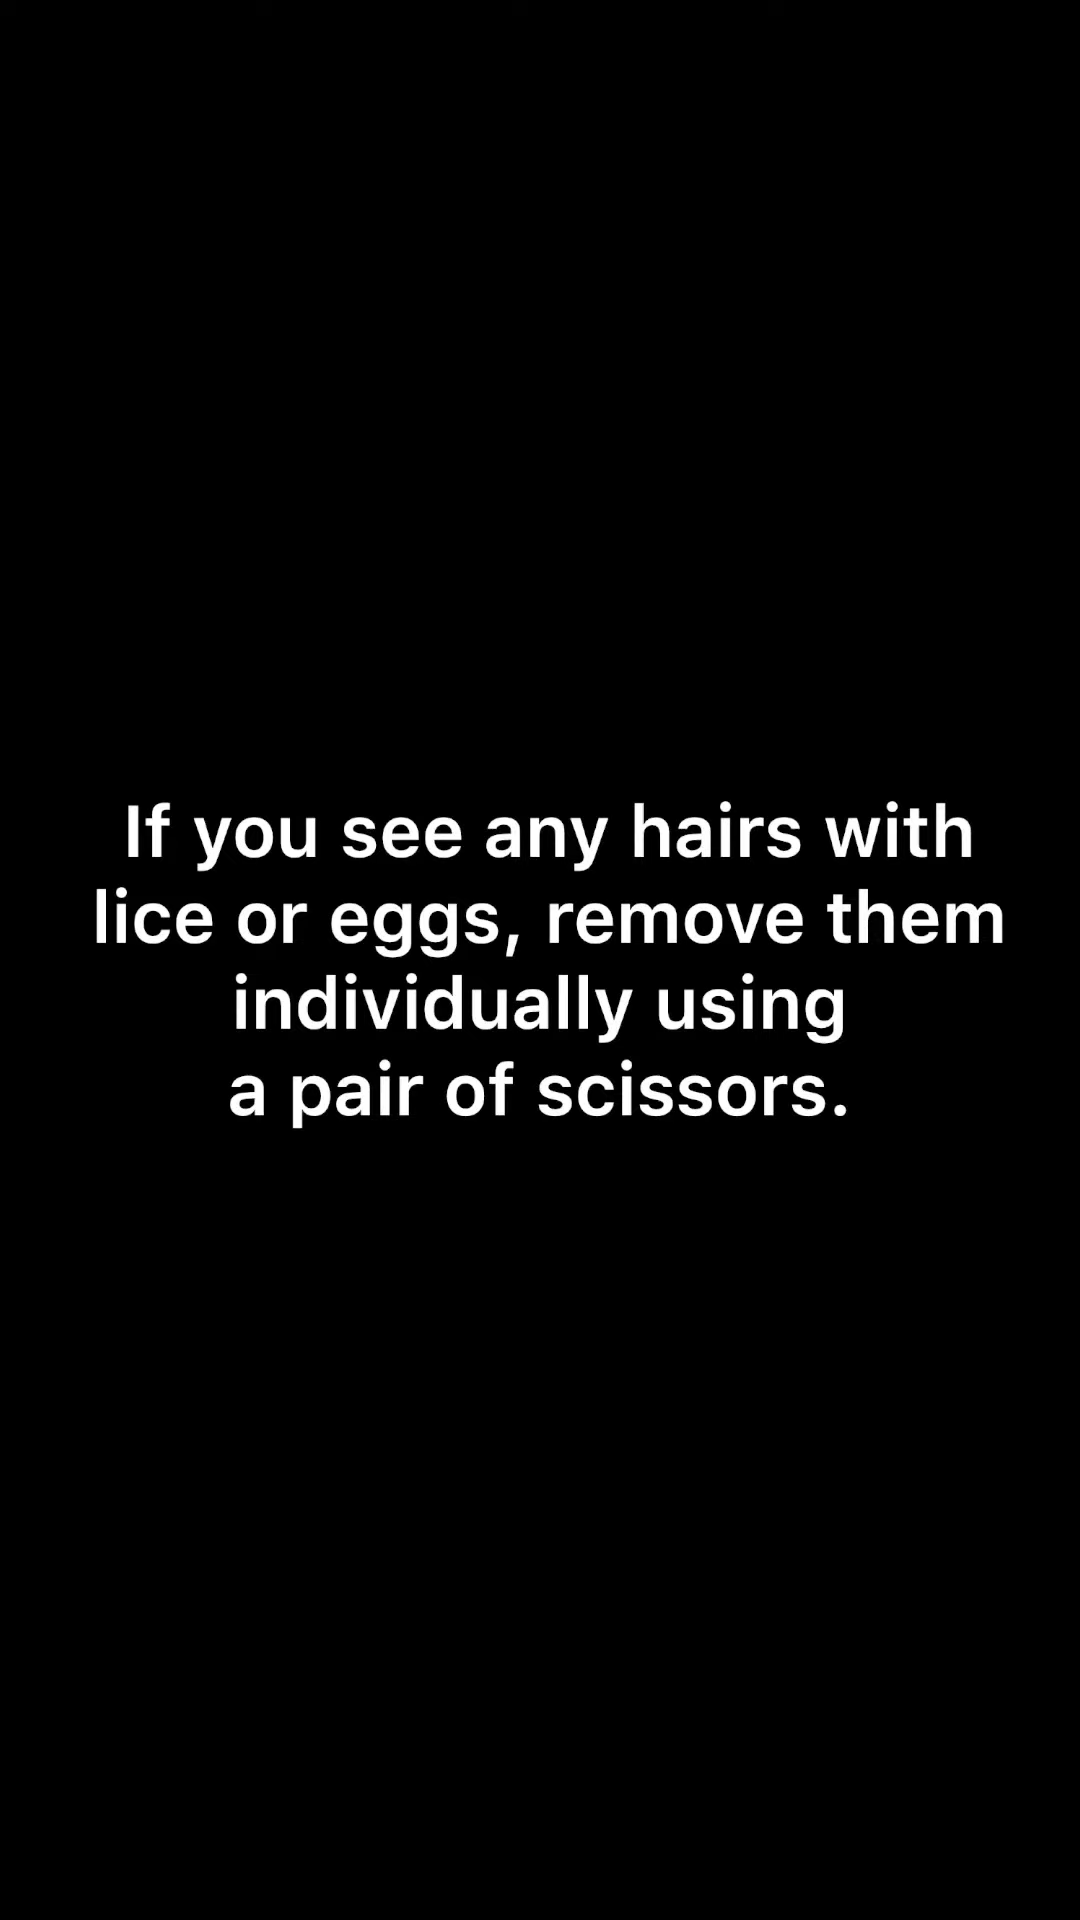 If you see any hairs with
lice or eggs, remove them
individually using
a pair of scissors.